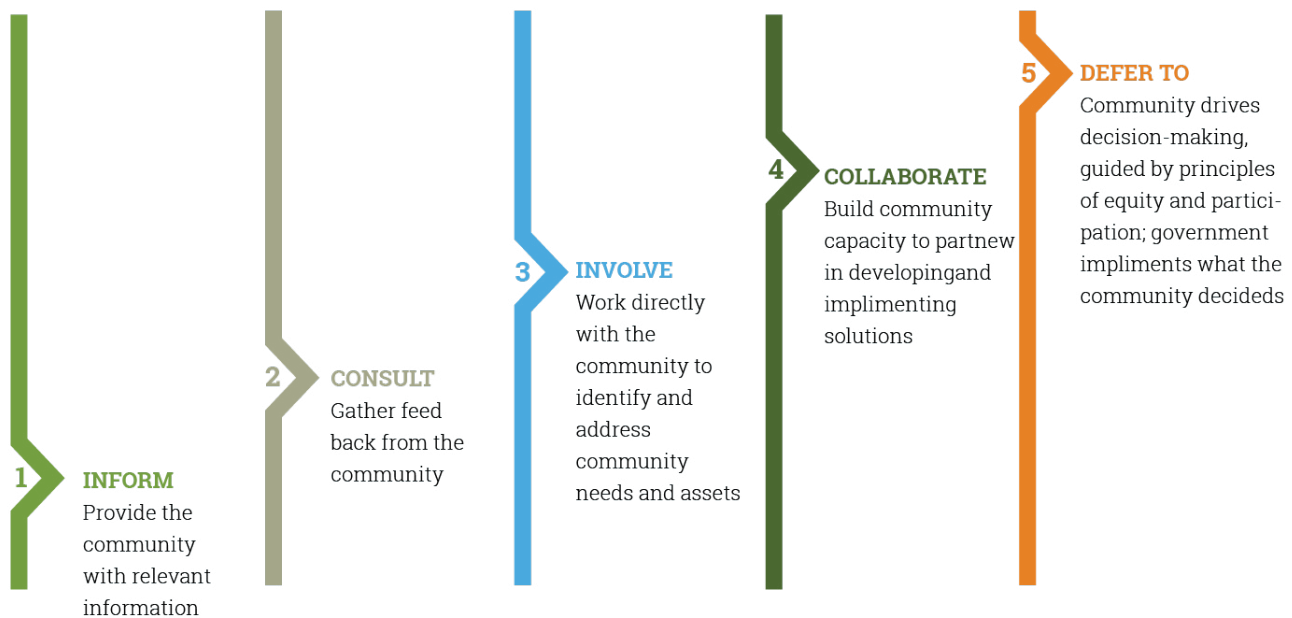 1
INFORM
Provide the
community
with relevant
information
2
CONSULT
Gather feed
back from the
community
3
INVOLVE
Work directly
with the
community to
identify and
address
community
needs and assets
4
COLLABORATE
Build community
capacity to partnew
in developingand
implimenting
solutions
5
DEFER TO
Community drives
decision-making,
guided by principles
of equity and partici-
pation; government
impliments what the
community decideds